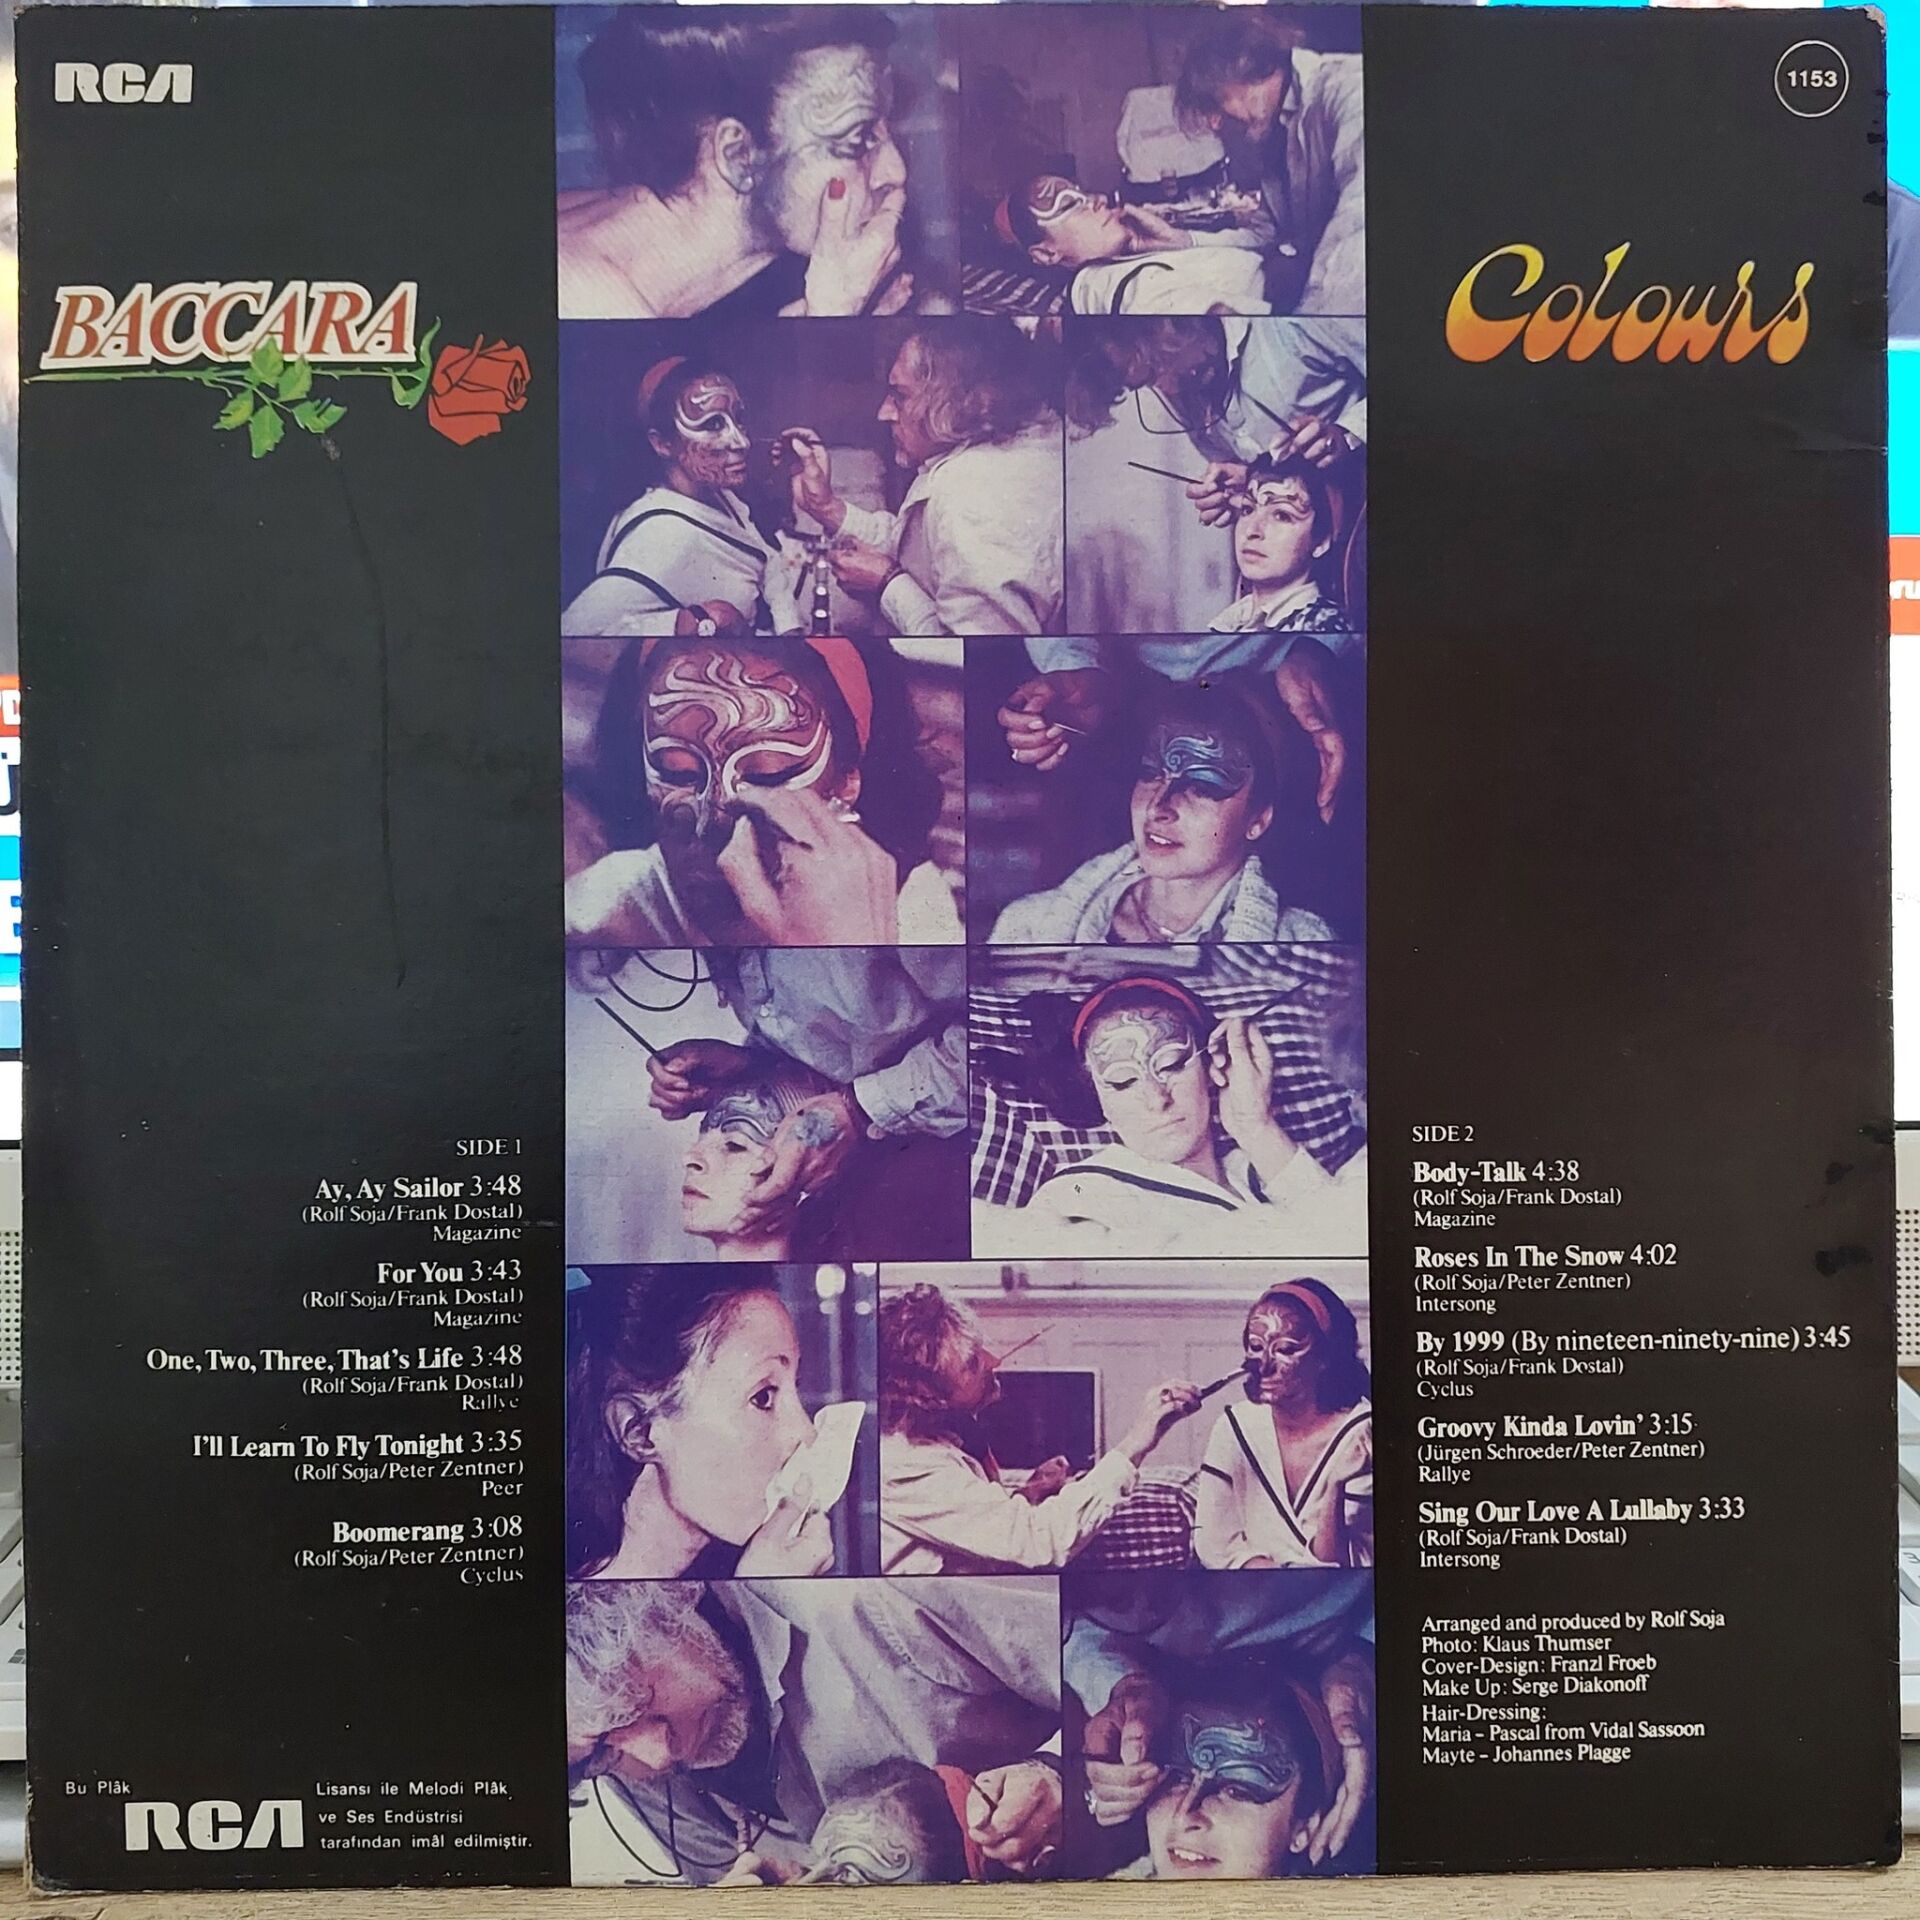 RCA
1153
BACCARA
Colours
SIDE 1
Ay, Ay Sailor 3:48
(Rolf Soja/Frank Dostal)
Magazine
For You 3:43
(Rolf Soja/Frank Dostal)
Magazine
One, Two, Three, That's Life 3:48
(Rolf Soja/Frank Dostal)
Rallye
I'll Learn To Fly Tonight 3:35
(Rolf Soja/Peter Zentner)
Peer
Boomerang 3:08
(Rolf Soja/Peter Zentner)
Cyclus
SIDE 2
Body-Talk 4:38
(Rolf Soja/Frank Dostal)
Magazine
Roses In The Snow 4:02
(Rolf Soja/Peter Zentner)
Intersong
By 1999 (By nineteen-ninety-nine) 3:45
(Rolf Soja/Frank Dostal)
Cyclus
Groovy Kinda Lovin' 3:15
(Jürgen Schroeder/Peter Zentner)
Rallye
Sing Our Love A Lullaby 3:33
(Rolf Soja/Frank Dostal)
Intersong
Arranged and produced by Rolf Soja
Photo: Klaus Thumser
Cover-Design: Franzl Froeb
Make Up: Serge Diakonoff
Hair-Dressing:
Maria - Pascal from Vidal Sassoon
Mayte - Johannes Plagge
Bu Plâk
RCA
Lisansı ile Melodi Plâk
ve Ses Endüstrisi
tarafından imâl edilmiştir.